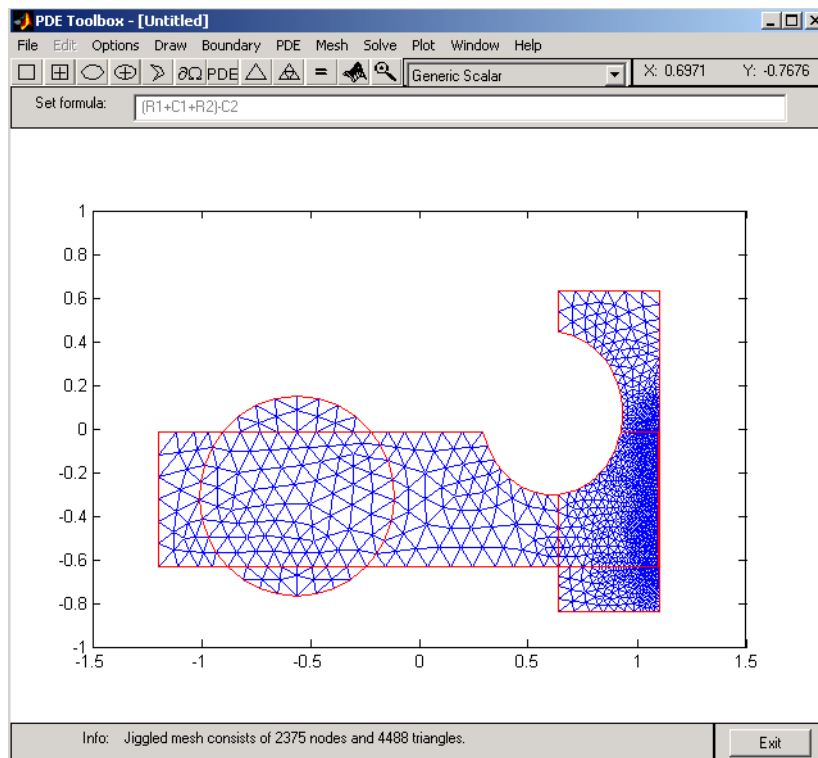 PDE Toolbox - [Untitled]
File Edit Options Draw Boundary PDE Mesh Solve Plot Window Help
∂Ω PDE = Generic Scalar X: 0.6971 Y: -0.7676
Set formula: (R1+C1+R2)-C2
1
0.8
0.6
0.4
0.2
0
-0.2
-0.4
-0.6
-0.8
-1
-1.5 -1 -0.5 0 0.5 1 1.5
Info: Jiggled mesh consists of 2375 nodes and 4488 triangles. Exit